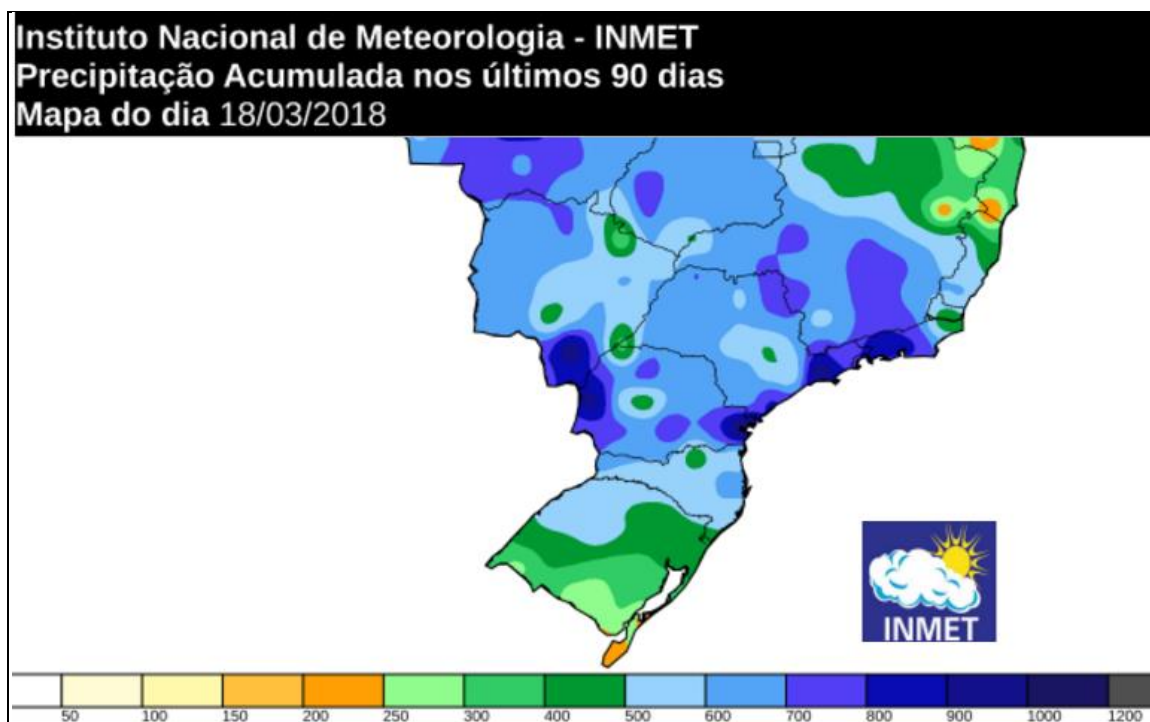 Instituto Nacional de Meteorologia - INMET
Precipitação Acumulada nos últimos 90 dias
Mapa do dia 18/03/2018
INMET
50 100 150 200 250 300 400 500 600 700 800 900 1000 1200